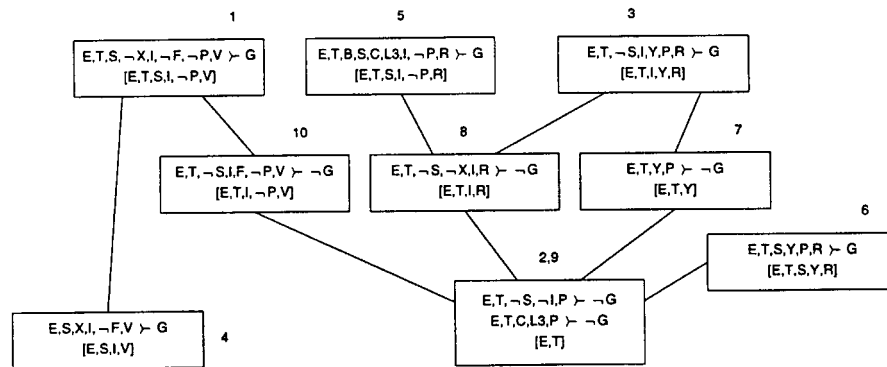 1
5
3
E,T,S, ¬X,I, ¬F, ¬P,V ≻ G
[E,T,S,I, ¬P,V]
E,T,B,S,C,L3,I, ¬P,R ≻ G
[E,T,S,I, ¬P,R]
E,T, ¬S,I,Y,P,R ≻ G
[E,T,I,Y,R]
10
8
7
E,T, ¬S,I,F, ¬P,V ≻ ¬G
[E,T,I, ¬P,V]
E,T, ¬S, ¬X,I,R ≻ ¬G
[E,T,I,R]
E,T,Y,P ≻ ¬G
[E,T,Y]
6
E,T,S,Y,P,R ≻ G
[E,T,S,Y,R]
2,9
E,T, ¬S, ¬I,P ≻ ¬G
E,T,C,L3,P ≻ ¬G
[E,T]
E,S,X,I, ¬F,V ≻ G
[E,S,I,V]
4